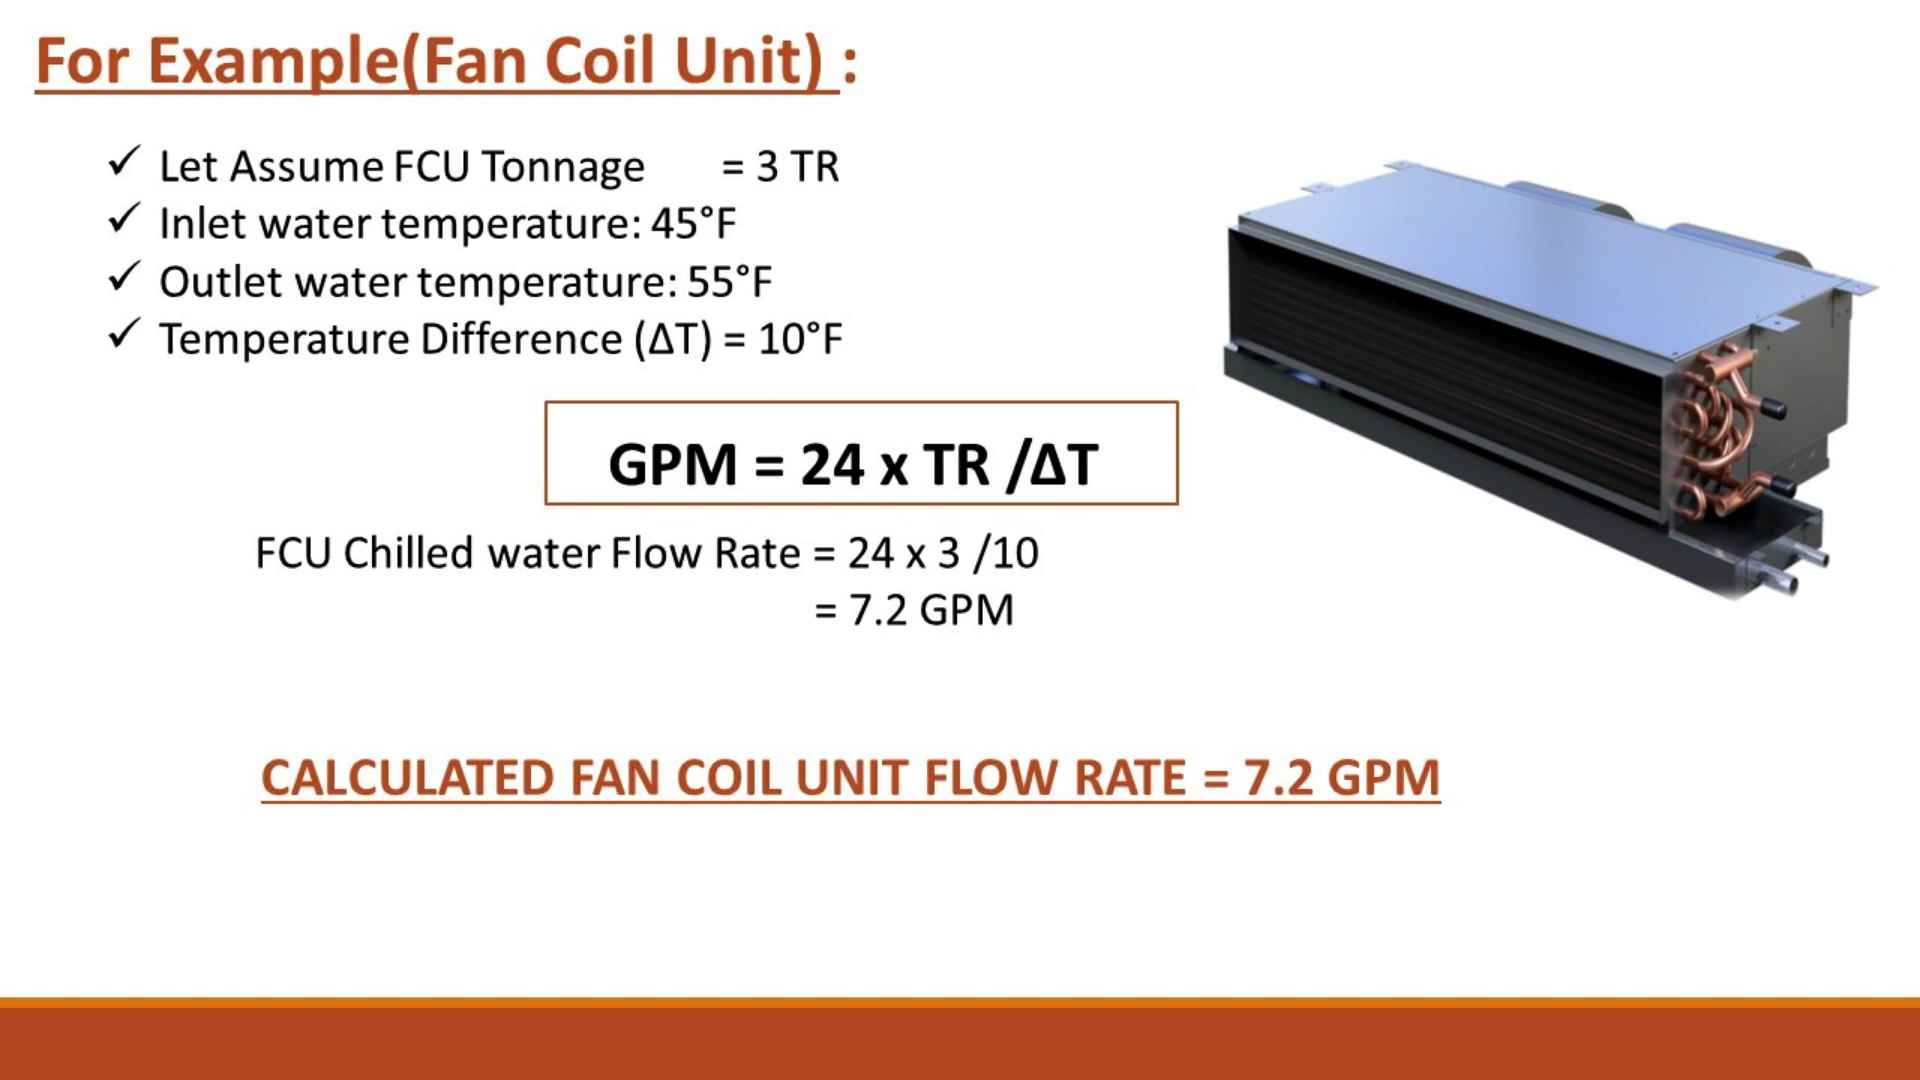 For Example(Fan Coil Unit) :
✓ Let Assume FCU Tonnage = 3 TR
✓ Inlet water temperature: 45°F
✓ Outlet water temperature: 55°F
✓ Temperature Difference (ΔT) = 10°F
GPM = 24 x TR /ΔT
FCU Chilled water Flow Rate = 24 x 3 /10
= 7.2 GPM
CALCULATED FAN COIL UNIT FLOW RATE = 7.2 GPM